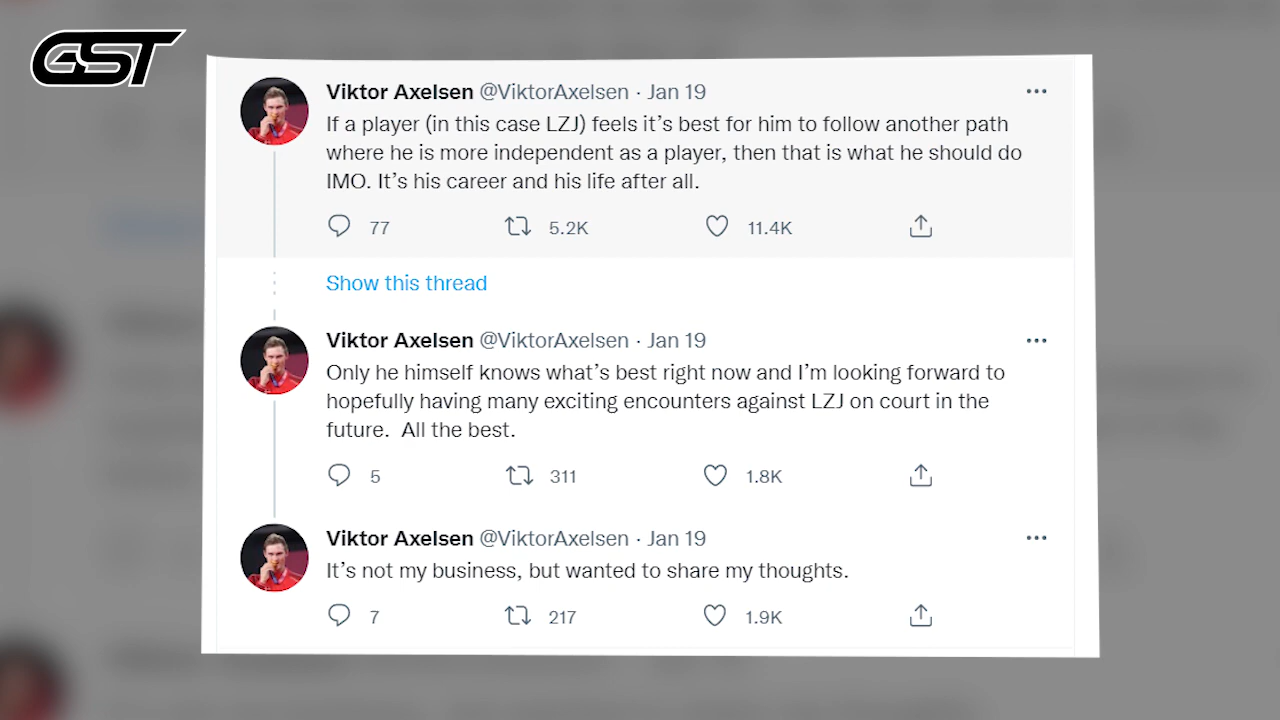 GST
Viktor Axelsen @ViktorAxelsen · Jan 19
If a player (in this case LZJ) feels it's best for him to follow another path
where he is more independent as a player, then that is what he should do
IMO. It's his career and his life after all.
77 5.2K 11.4K
Show this thread
Viktor Axelsen @ViktorAxelsen · Jan 19
Only he himself knows what's best right now and I'm looking forward to
hopefully having many exciting encounters against LZJ on court in the
future.  All the best.
5 311 1.8K
Viktor Axelsen @ViktorAxelsen · Jan 19
It's not my business, but wanted to share my thoughts.
7 217 1.9K